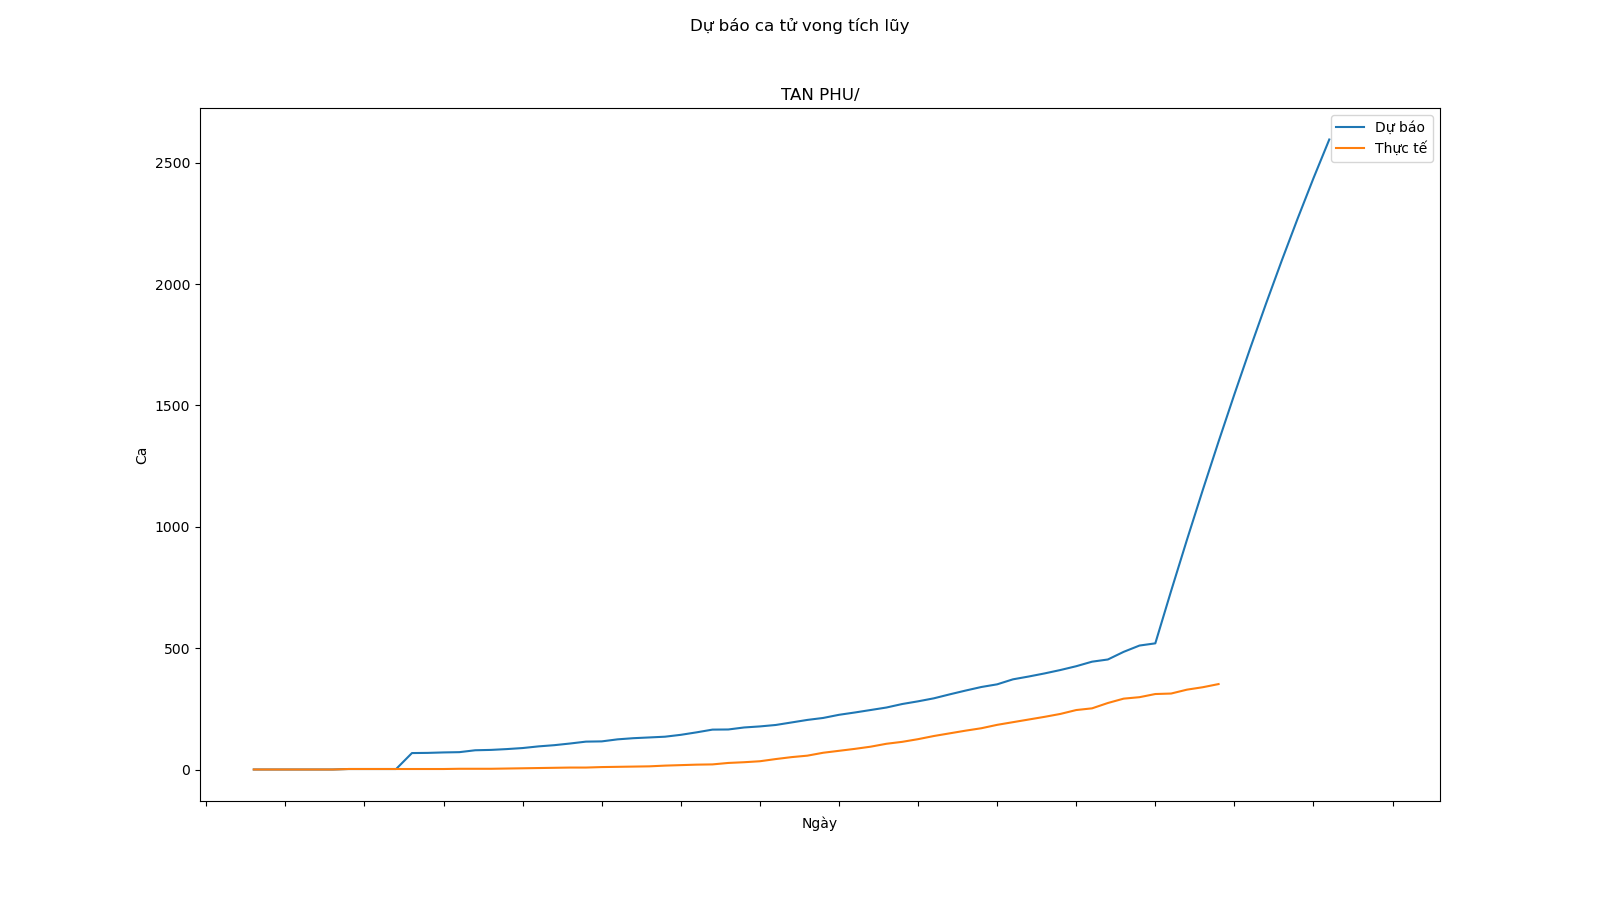 Dự báo ca tử vong tích lũy
TAN PHU/
Dự báo
Thực tế
2500
2000
1500
1000
500
0
Ca
Ngày